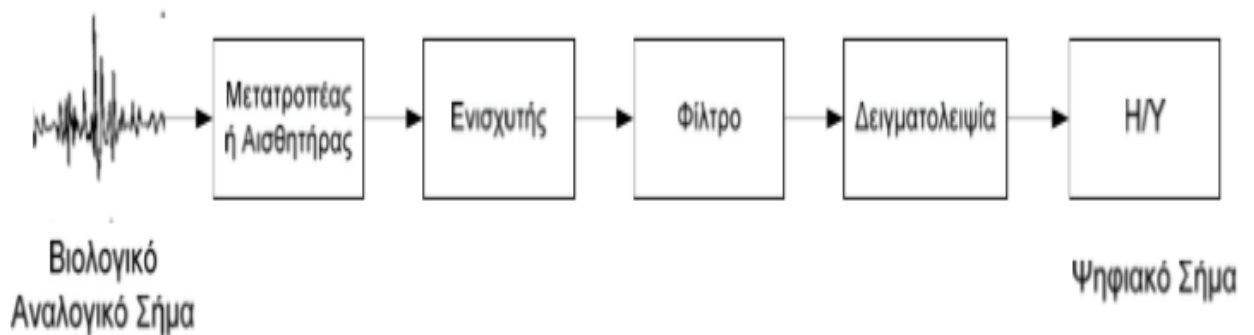 Μετατροπέας
ή Αισθητήρας
Ενισχυτής
Φίλτρο
Δειγματολειψία
Η/Υ
Βιολογικό
Αναλογικό Σήμα
Ψηφιακό Σήμα